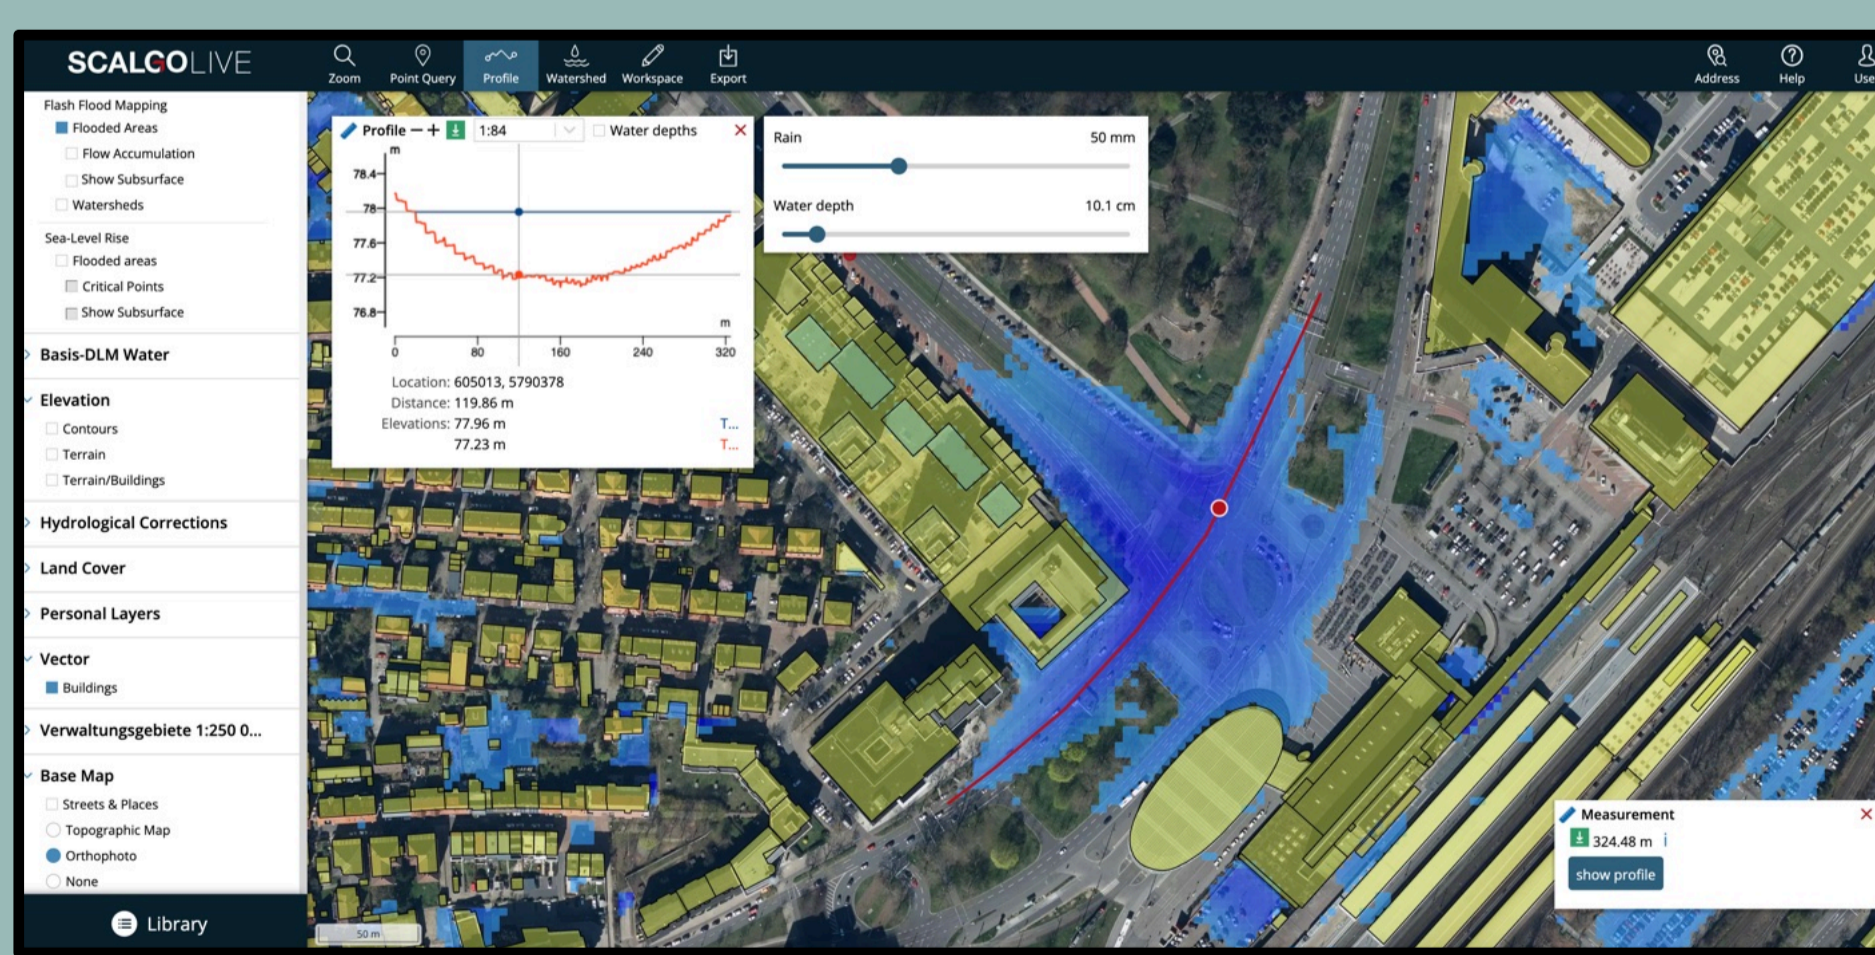 SCALGOLIVE
Zoom
Point Query
Profile
Watershed
Workspace
Export
Address
Help
Use
Flash Flood Mapping
Flooded Areas
Flow Accumulation
Show Subsurface
Watersheds
Sea-Level Rise
Flooded areas
Critical Points
Show Subsurface
Basis-DLM Water
Elevation
Contours
Terrain
Terrain/Buildings
Hydrological Corrections
Land Cover
Personal Layers
Vector
Buildings
Verwaltungsgebiete 1:250 0...
Base Map
Streets & Places
Topographic Map
Orthophoto
None
Library
Profile − + 1:84 Water depths
m
78.4
78
77.6
77.2
76.8
m
0 80 160 240 320
Location: 605013, 5790378
Distance: 119.86 m
Elevations: 77.96 m T...
77.23 m T...
Rain 50 mm
Water depth 10.1 cm
Measurement
324.48 m i
show profile
50 m